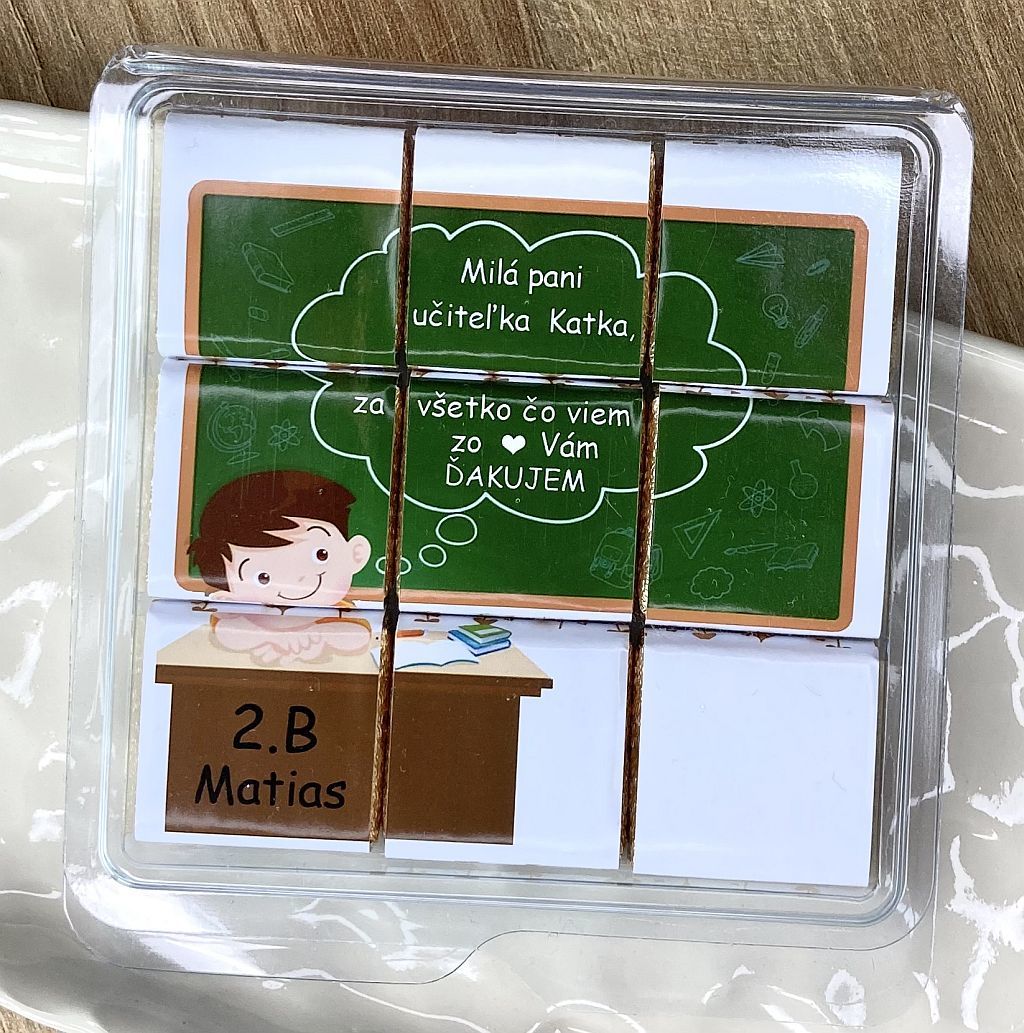 Milá pani
učiteľka Katka,
za všetko čo viem
zo ❤ Vám
ĎAKUJEM
2.B
Matias